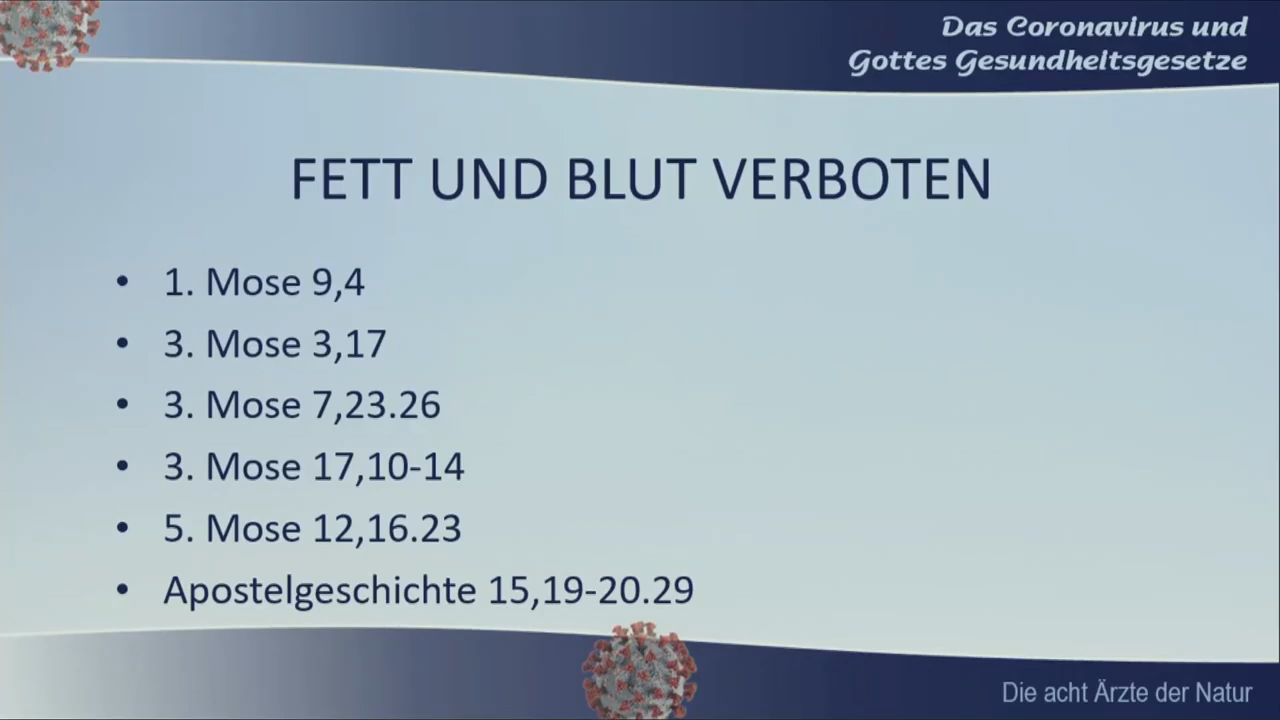 Das Coronavirus und
Gottes Gesundheitsgesetze
FETT UND BLUT VERBOTEN
• 1. Mose 9,4
• 3. Mose 3,17
• 3. Mose 7,23.26
• 3. Mose 17,10-14
• 5. Mose 12,16.23
• Apostelgeschichte 15,19-20.29
Die acht Ärzte der Natur